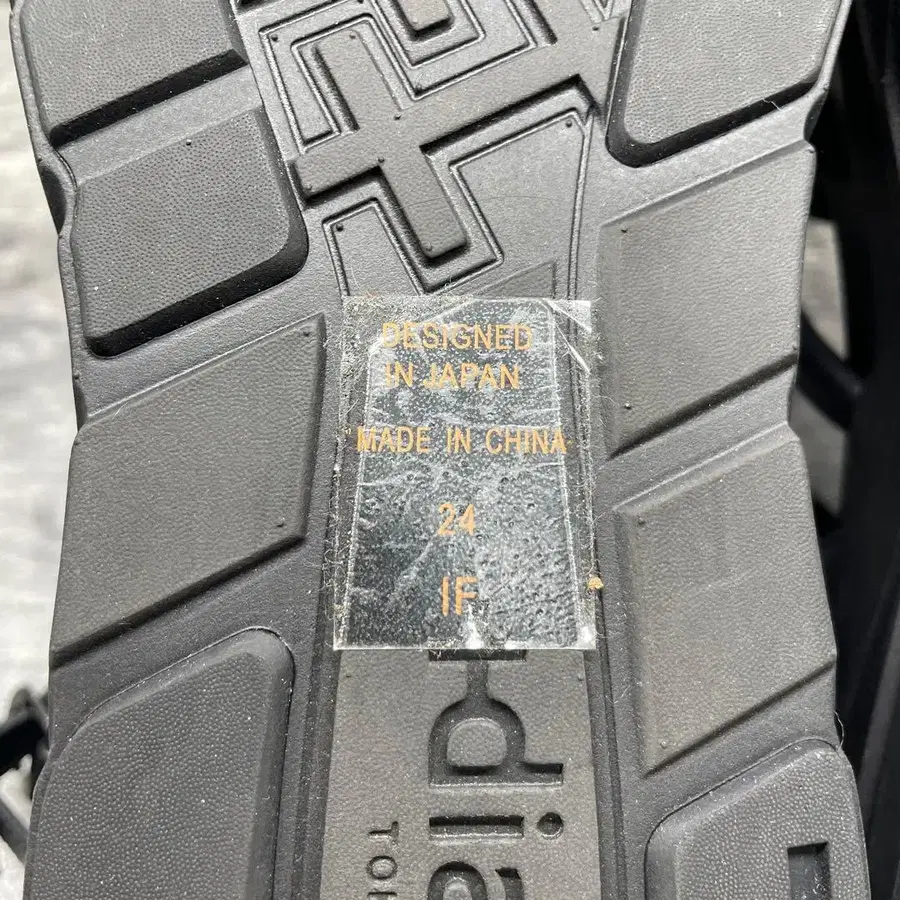 DESIGNED
IN JAPAN
MADE IN CHINA
24
IF